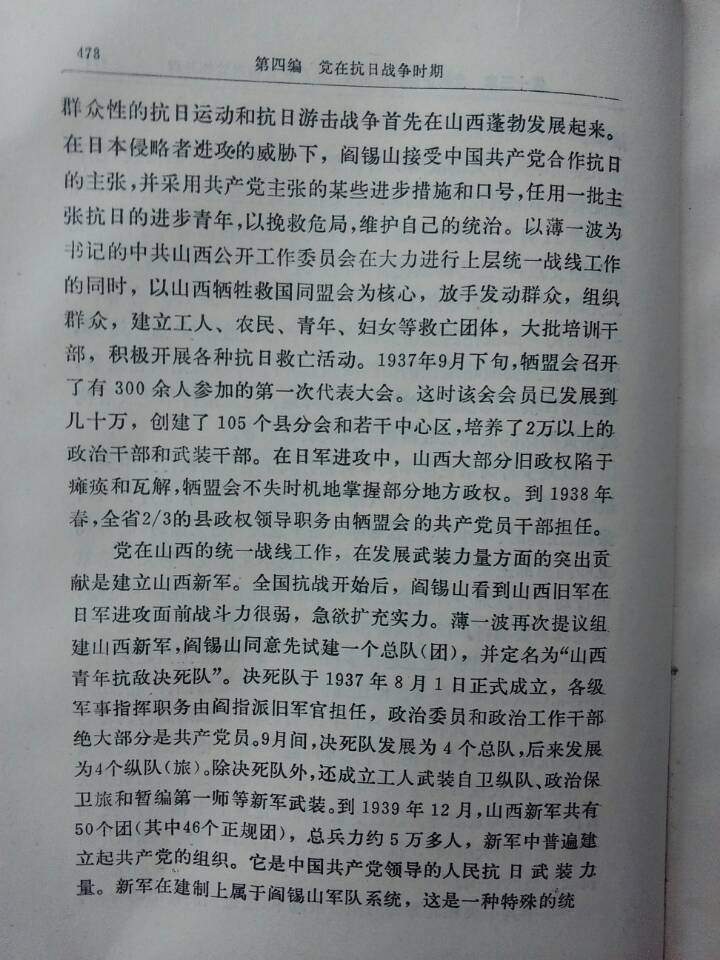 478
第四编 党在抗日战争时期
群众性的抗日运动和抗日游击战争首先在山西蓬勃发展起来。
在日本侵略者进攻的威胁下，阎锡山接受中国共产党合作抗日
的主张，并采用共产党主张的某些进步措施和口号，任用一批主
张抗日的进步青年，以挽救危局，维护自己的统治。以薄一波为
书记的中共山西公开工作委员会在大力进行上层统一战线工作
的同时，以山西牺牲救国同盟会为核心，放手发动群众，组织
群众，建立工人、农民、青年、妇女等救亡团体，大批培训干
部，积极开展各种抗日救亡活动。1937年9月下旬，牺盟会召开
了有 300 余人参加的第一次代表大会。这时该会会员已发展到
几十万，创建了 105 个县分会和若干中心区，培养了2万以上的
政治干部和武装干部。在日军进攻中，山西大部分旧政权陷于
瘫痪和瓦解，牺盟会不失时机地掌握部分地方政权。到 1938 年
春，全省2/3的县政权领导职务由牺盟会的共产党员干部担任。
党在山西的统一战线工作，在发展武装力量方面的突出贡
献是建立山西新军。全国抗战开始后，阎锡山看到山西旧军在
日军进攻面前战斗力很弱，急欲扩充实力。薄一波再次提议组
建山西新军，阎锡山同意先试建一个总队(团)，并定名为“山西
青年抗敌决死队”。决死队于 1937 年 8 月 1 日正式成立，各级
军事指挥职务由阎指派旧军官担任，政治委员和政治工作干部
绝大部分是共产党员。9月间，决死队发展为 4 个总队，后来发展
为4个纵队(旅)。除决死队外，还成立工人武装自卫纵队、政治保
卫旅和暂编第一师等新军武装。到 1939 年 12 月，山西新军共有
50个团(其中46个正规团)，总兵力约 5 万多人，新军中普遍建
立起共产党的组织。它是中国共产党领导的人民抗日武装力
量。新军在建制上属于阎锡山军队系统，这是一种特殊的统